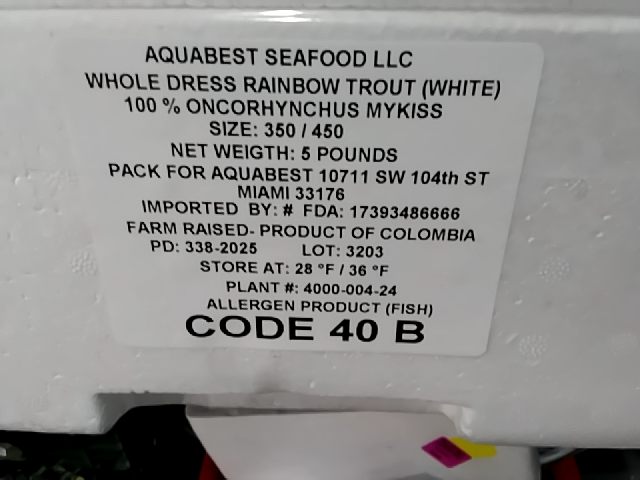 AQUABEST SEAFOOD LLC
WHOLE DRESS RAINBOW TROUT (WHITE)
100 % ONCORHYNCHUS MYKISS
SIZE: 350 / 450
NET WEIGTH: 5 POUNDS
PACK FOR AQUABEST 10711 SW 104th ST
MIAMI 33176
IMPORTED BY: # FDA: 17393486666
FARM RAISED- PRODUCT OF COLOMBIA
PD: 338-2025 LOT: 3203
STORE AT: 28 °F / 36 °F
PLANT #: 4000-004-24
ALLERGEN PRODUCT (FISH)
CODE 40 B